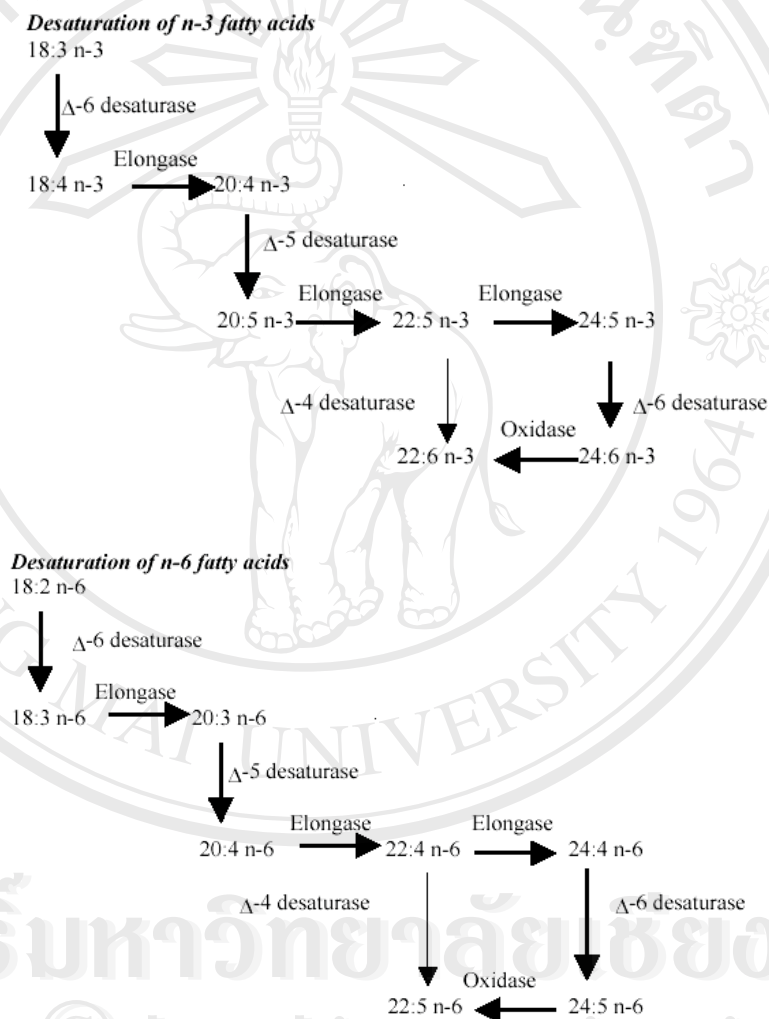 Desaturation of n-3 fatty acids
18:3 n-3
Δ-6 desaturase
Elongase
18:4 n-3 20:4 n-3
Δ-5 desaturase
Elongase Elongase
20:5 n-3 22:5 n-3 24:5 n-3
Δ-4 desaturase Δ-6 desaturase
Oxidase
22:6 n-3 24:6 n-3
Desaturation of n-6 fatty acids
18:2 n-6
Δ-6 desaturase
Elongase
18:3 n-6 20:3 n-6
Δ-5 desaturase
Elongase Elongase
20:4 n-6 22:4 n-6 24:4 n-6
Δ-4 desaturase Δ-6 desaturase
Oxidase
22:5 n-6 24:5 n-6
MAI UNIVERSITY 1964